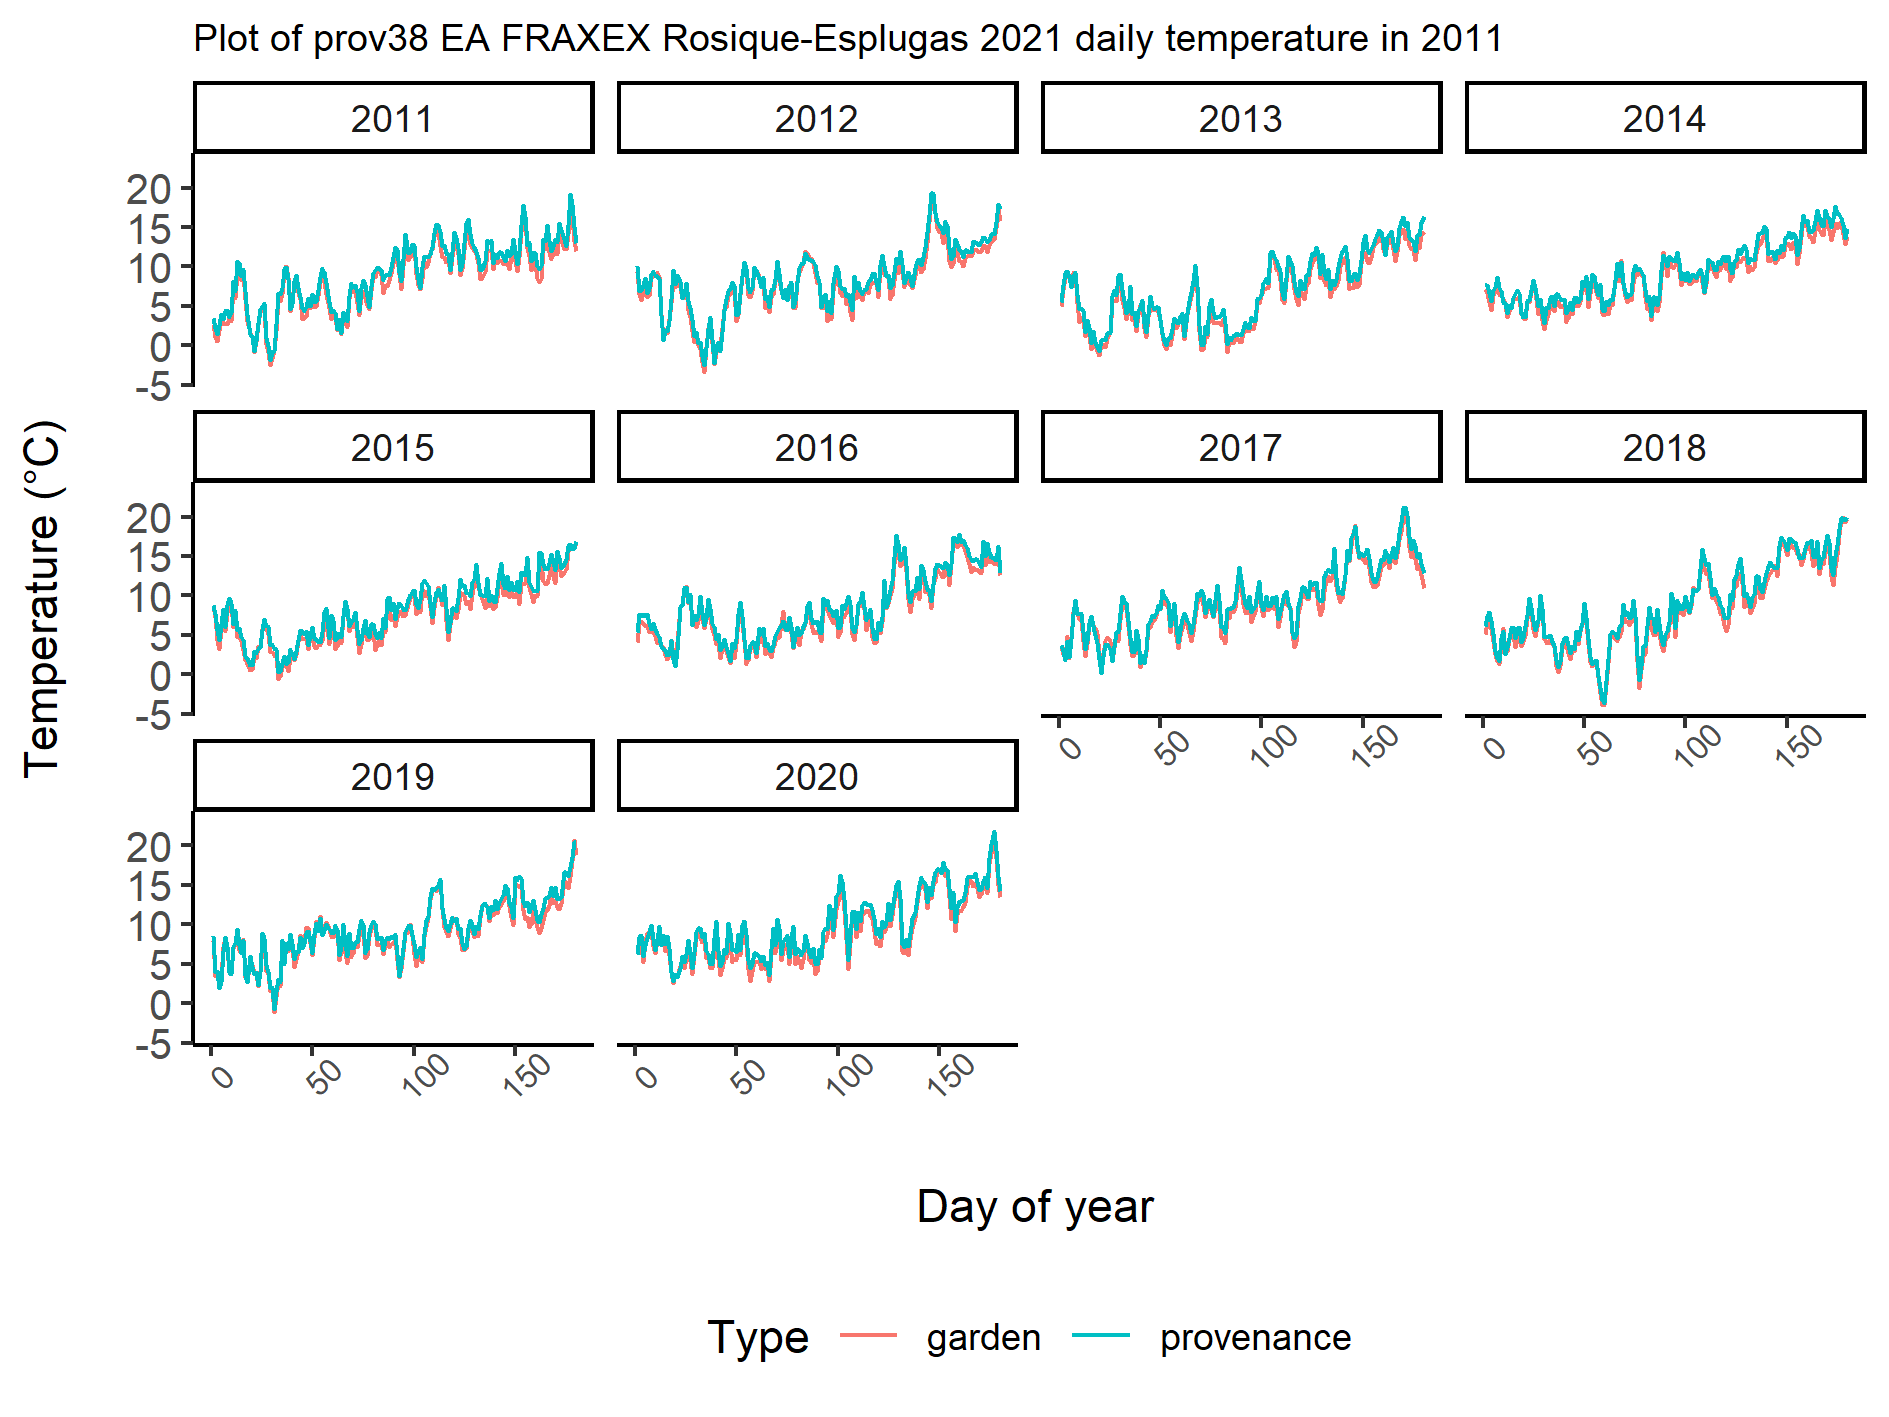 Plot of prov38 EA FRAXEX Rosique-Esplugas 2021 daily temperature in 2011
2011 2012 2013 2014
20
15
10
5
0
-5
2015 2016 2017 2018
20
15
10
5
0
-5
0 50 100 150 0 50 100 150
2019 2020
20
15
10
5
0
-5
0 50 100 150 0 50 100 150
Temperature (°C)
Day of year
Type garden provenance